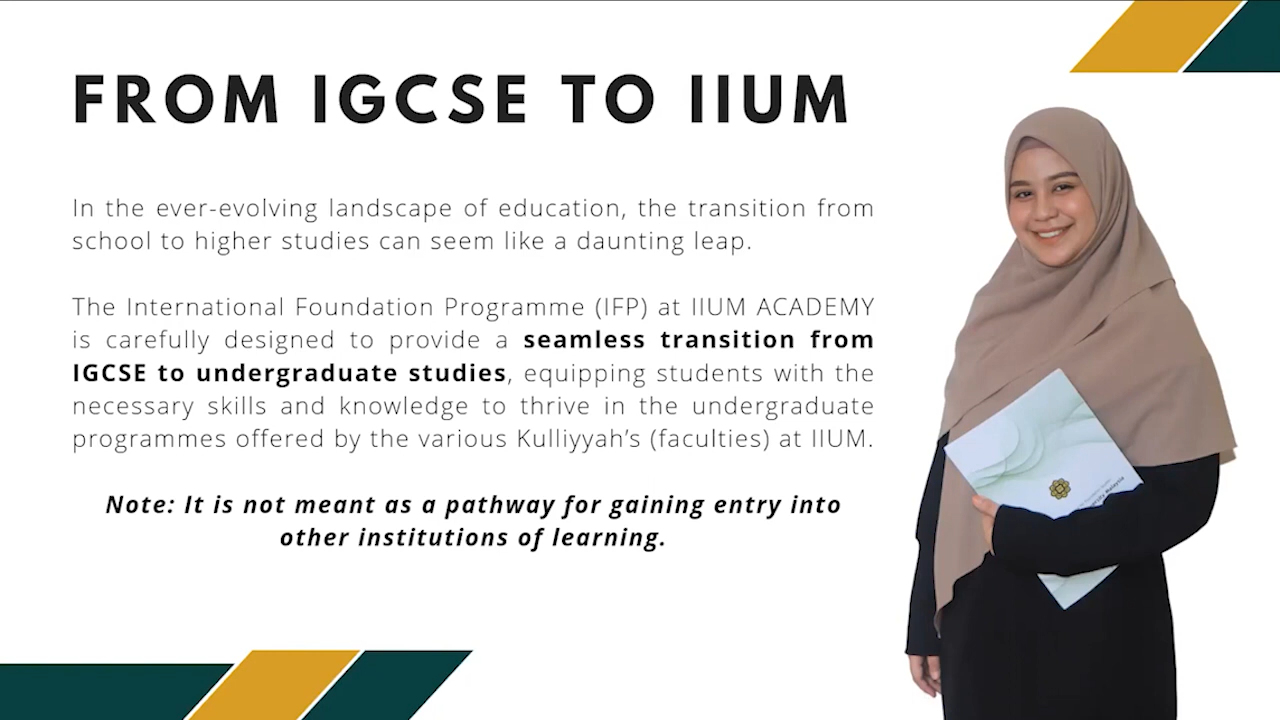 FROM IGCSE TO IIUM
In the ever-evolving landscape of education, the transition from
school to higher studies can seem like a daunting leap.
The International Foundation Programme (IFP) at IIUM ACADEMY
is carefully designed to provide a seamless transition from
IGCSE to undergraduate studies, equipping students with the
necessary skills and knowledge to thrive in the undergraduate
programmes offered by the various Kulliyyah’s (faculties) at IIUM.
Note: It is not meant as a pathway for gaining entry into
other institutions of learning.
Malaysia